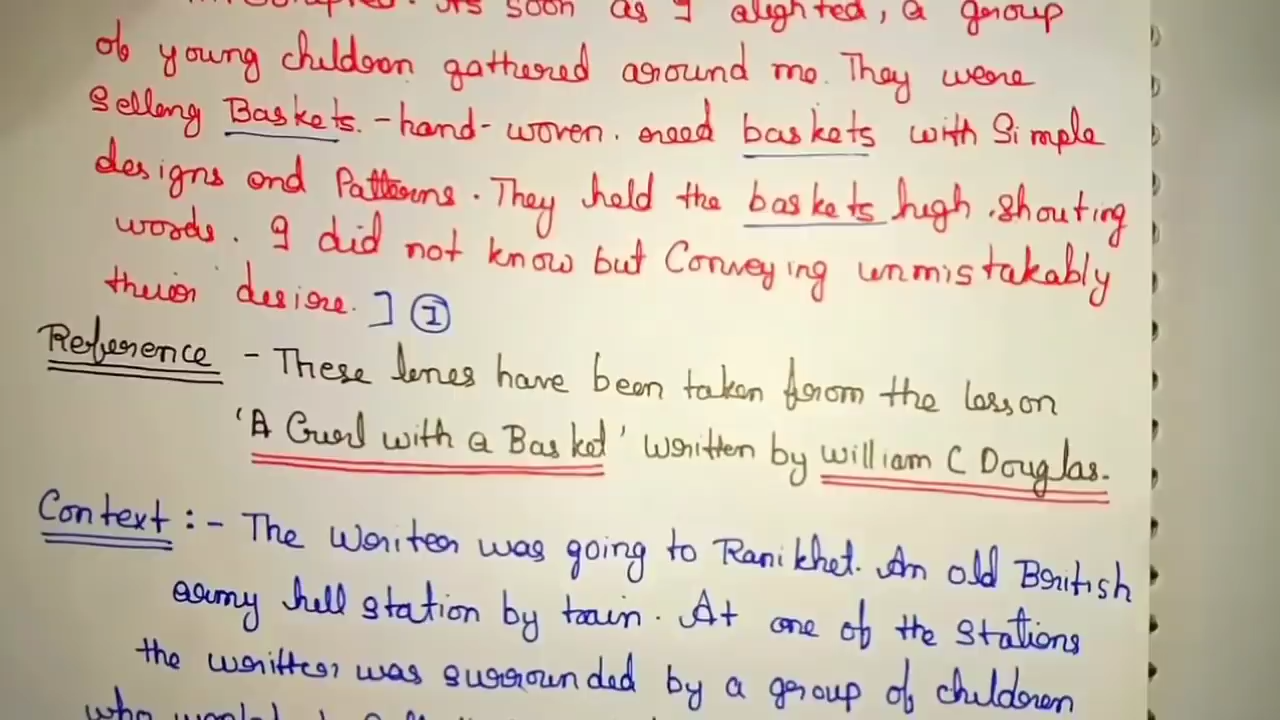 As soon as I alighted, a group
of young children gathered around me. They were
selling Baskets. - hand - woven. reed baskets with Simple
designs and Patterns. They held the baskets high, shouting
words. I did not know but Conveying unmistakably
their desire. ] ①
Reference - These lines have been taken from the lesson
'A Girl with a Basket' written by william C Douglas.
Context :- The Writer was going to Ranikhet. An old British
army hill station by train. At one of the stations
the writter was surrounded by a group of children
who